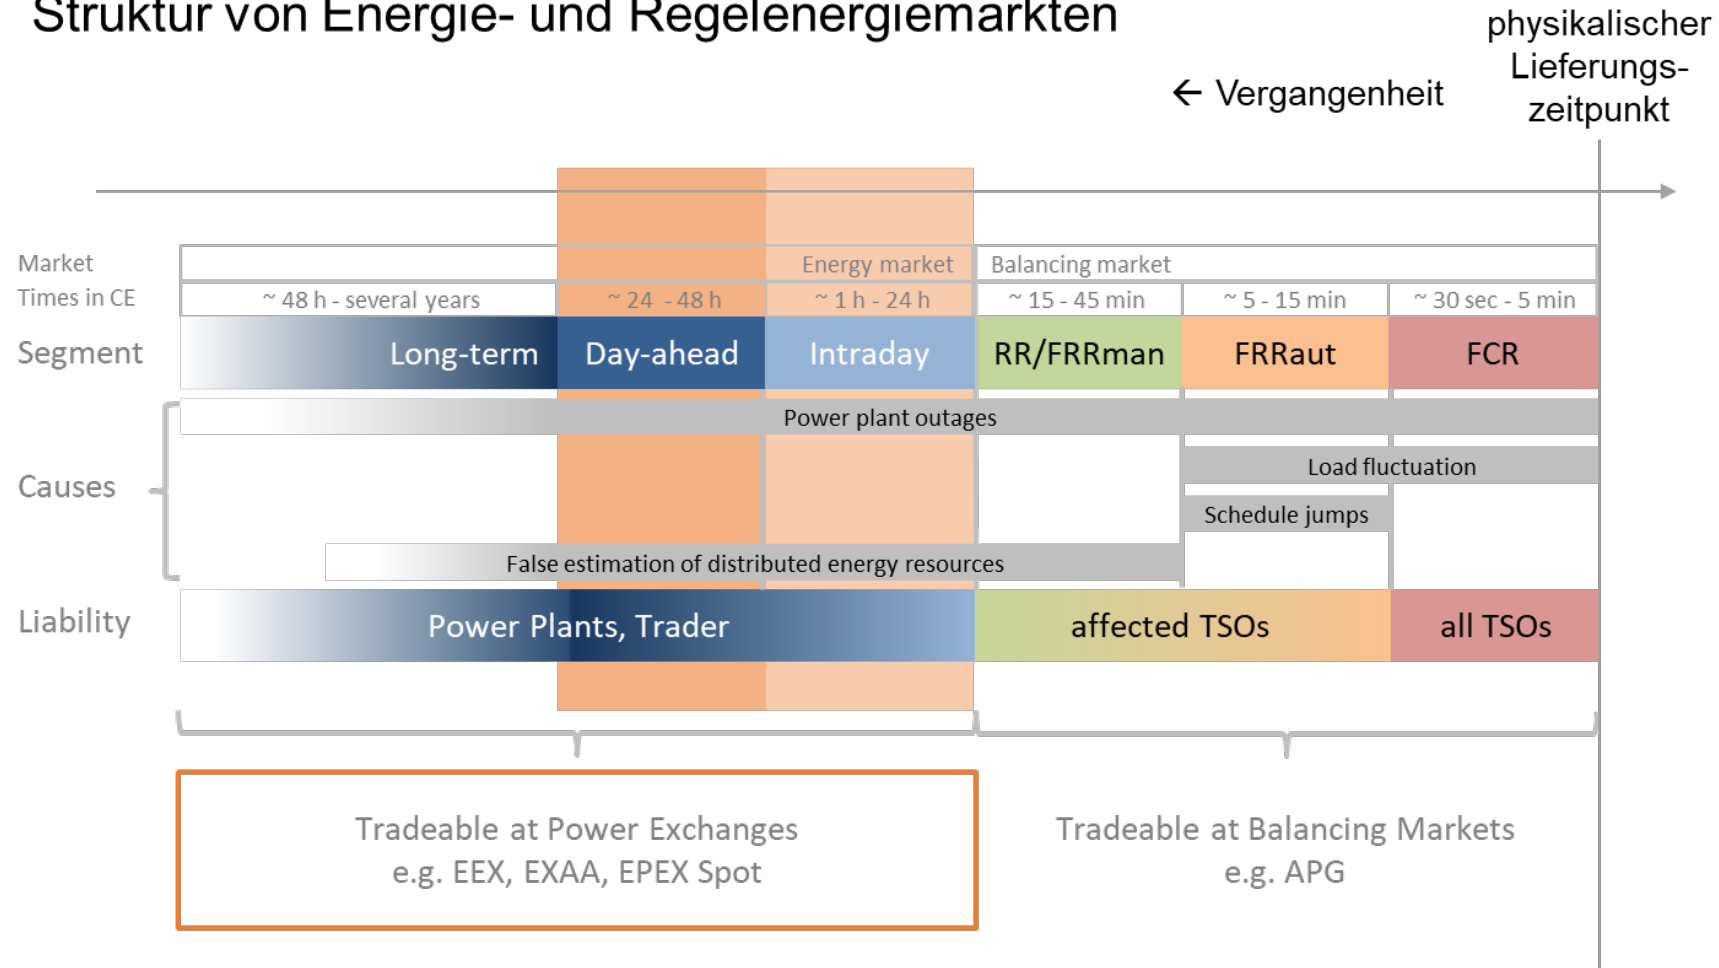 Struktur von Energie- und Regelenergiemärkten
physikalischer
Lieferungs-
zeitpunkt
← Vergangenheit
Market
Energy market
Balancing market
Times in CE
~ 48 h - several years
~ 24 - 48 h
~ 1 h - 24 h
~ 15 - 45 min
~ 5 - 15 min
~ 30 sec - 5 min
Segment
Long-term
Day-ahead
Intraday
RR/FRRman
FRRaut
FCR
Causes
Power plant outages
Load fluctuation
Schedule jumps
False estimation of distributed energy resources
Liability
Power Plants, Trader
affected TSOs
all TSOs
Tradeable at Power Exchanges
e.g. EEX, EXAA, EPEX Spot
Tradeable at Balancing Markets
e.g. APG